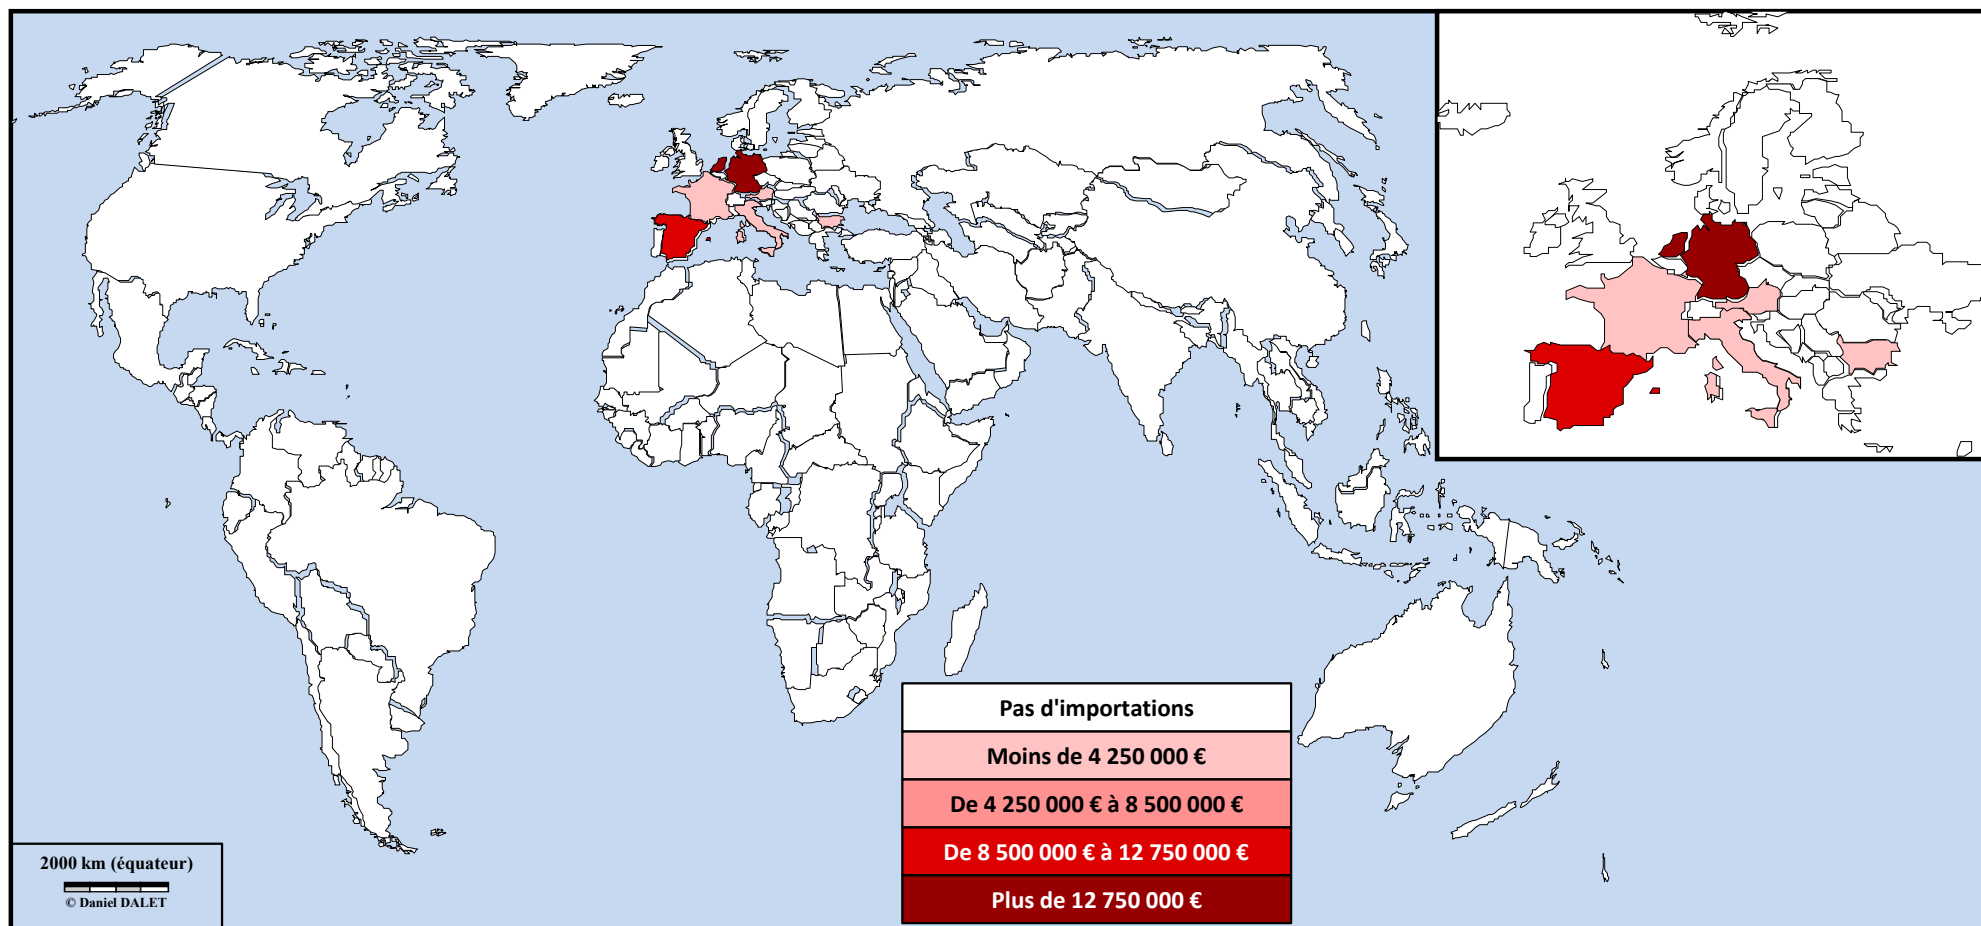 Pas d'importations
Moins de 4 250 000 €
De 4 250 000 € à 8 500 000 €
De 8 500 000 € à 12 750 000 €
Plus de 12 750 000 €
2000 km (équateur)
© Daniel DALET